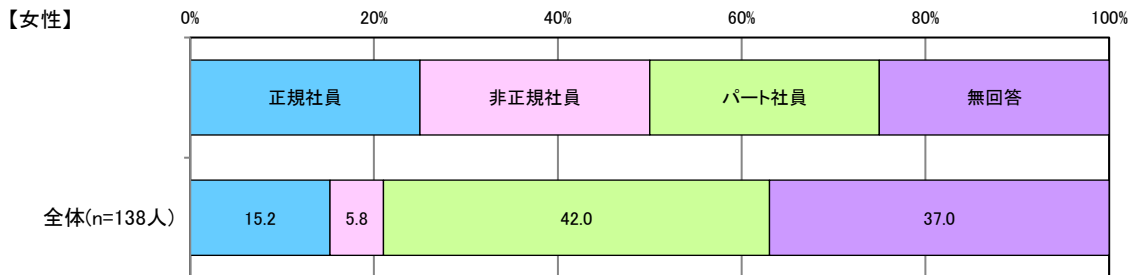 【女性】
0% 20% 40% 60% 80% 100%
正規社員 非正規社員 パート社員 無回答
全体(n=138人) 15.2 5.8 42.0 37.0